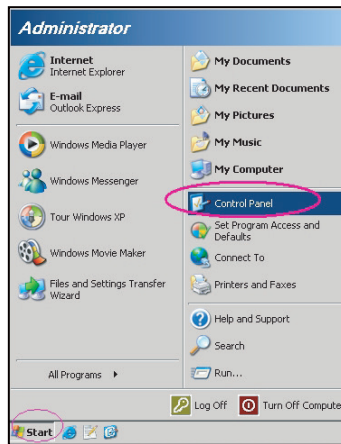 Administrator
Internet
Internet Explorer
E-mail
Outlook Express
Windows Media Player
Windows Messenger
Tour Windows XP
Windows Movie Maker
Files and Settings Transfer
Wizard
All Programs
My Documents
My Recent Documents
My Pictures
My Music
My Computer
Control Panel
Set Program Access and
Defaults
Connect To
Printers and Faxes
Help and Support
Search
Run...
Log Off
Turn Off Compute
Start